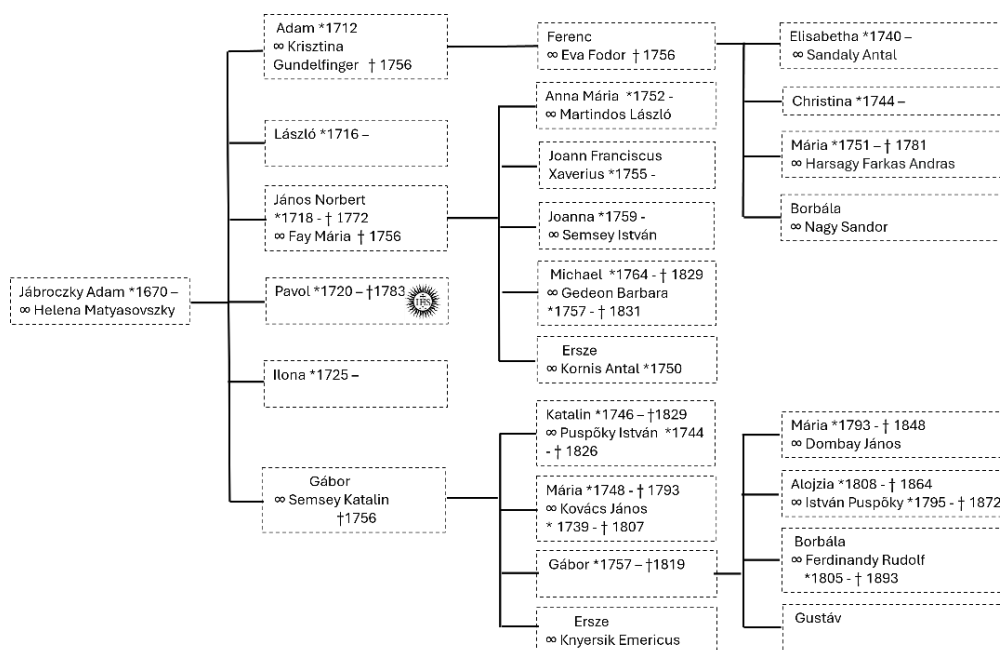 Jábroczky Adam *1670 –
∞ Helena Matyasovszky
Adam *1712
∞ Krisztina
Gundelfinger † 1756
László *1716 –
János Norbert
*1718 - † 1772
∞ Fay Mária † 1756
Pavol *1720 – †1783
IHS
Ilona *1725 –
Gábor
∞ Semsey Katalin
†1756
Ferenc
∞ Eva Fodor † 1756
Anna Mária *1752 -
∞ Martindos László
Joann Franciscus
Xaverius *1755 -
Joanna *1759 -
∞ Semsey István
Michael *1764 - † 1829
∞ Gedeon Barbara
*1757 - † 1831
Ersze
∞ Kornis Antal *1750
Katalin *1746 – †1829
∞ Puspőky István *1744
- † 1826
Mária *1748 - † 1793
∞ Kovács János
* 1739 - † 1807
Gábor *1757 – †1819
Ersze
∞ Knyersik Emericus
Elisabetha *1740 –
∞ Sandaly Antal
Christina *1744 –
Mária *1751 – † 1781
∞ Harsagy Farkas Andras
Borbála
∞ Nagy Sandor
Mária *1793 - † 1848
∞ Dombay János
Alojzia *1808 - † 1864
∞ István Puspőky *1795 - † 1872
Borbála
∞ Ferdinandy Rudolf
*1805 - † 1893
Gustáv